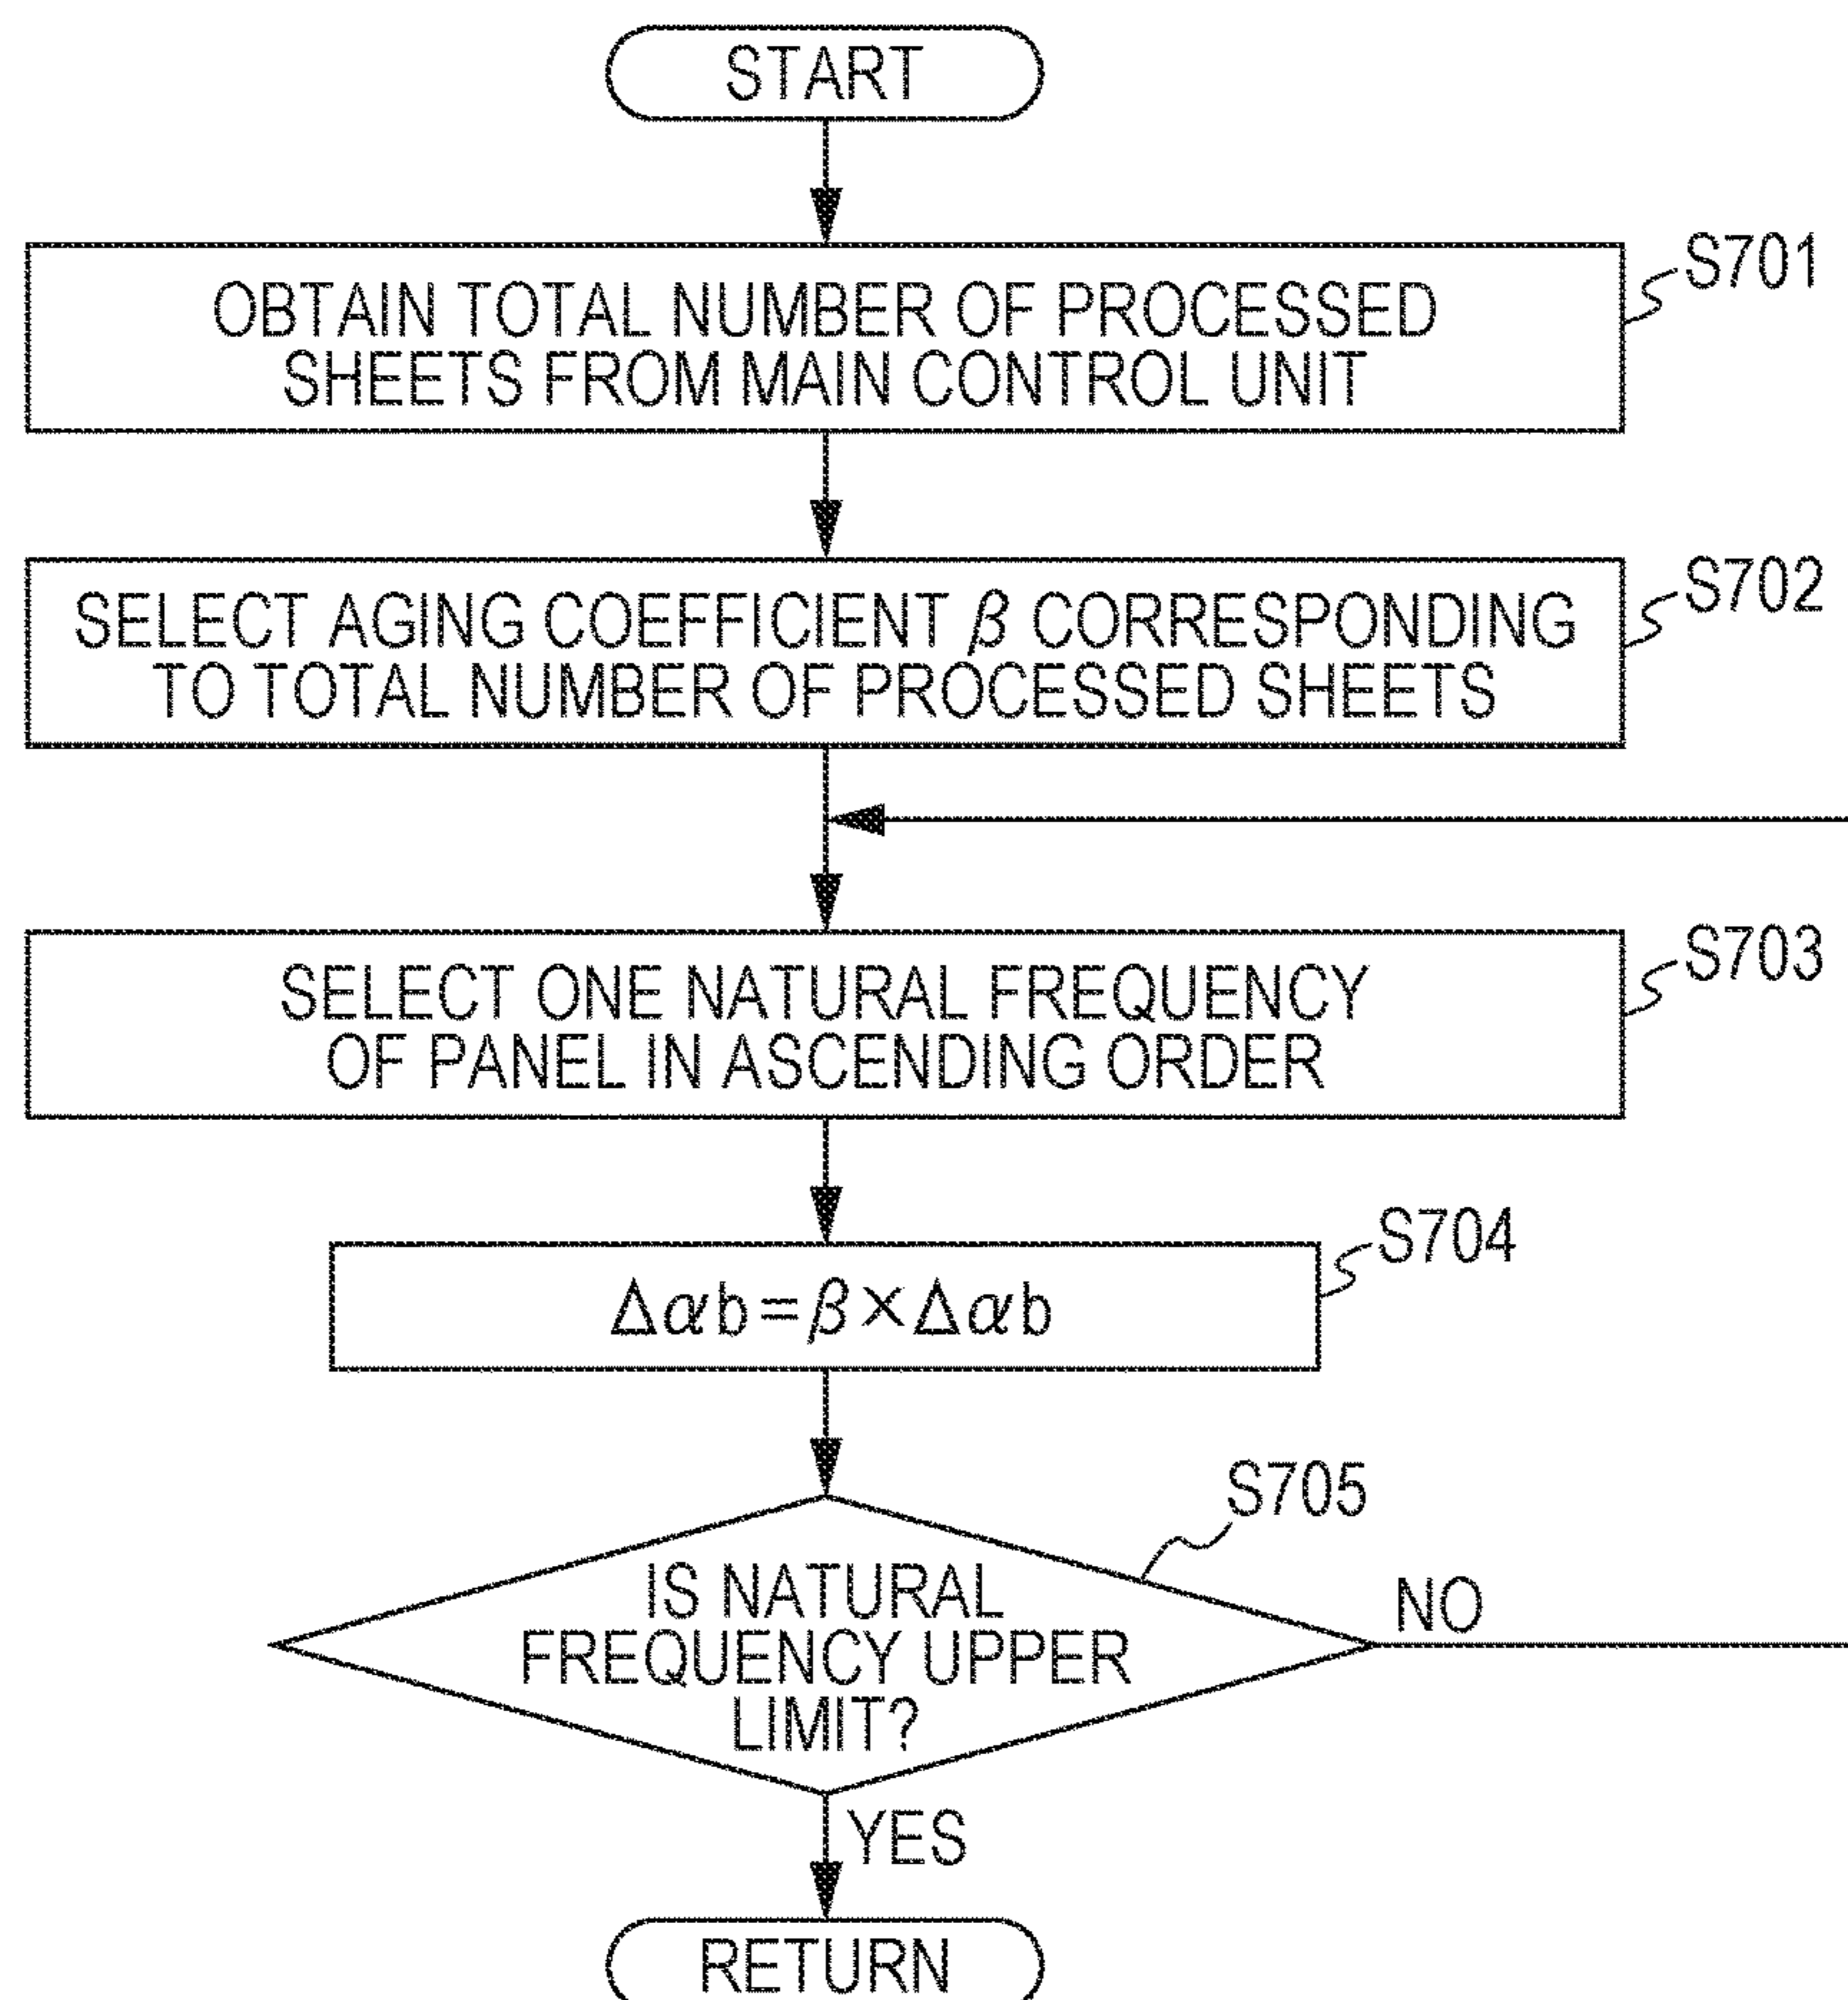 START
S701
OBTAIN TOTAL NUMBER OF PROCESSED
SHEETS FROM MAIN CONTROL UNIT
S702
SELECT AGING COEFFICIENT β CORRESPONDING
TO TOTAL NUMBER OF PROCESSED SHEETS
S703
SELECT ONE NATURAL FREQUENCY
OF PANEL IN ASCENDING ORDER
S704
Δαb=β×Δαb
S705
IS NATURAL
FREQUENCY UPPER
LIMIT?
NO
YES
RETURN